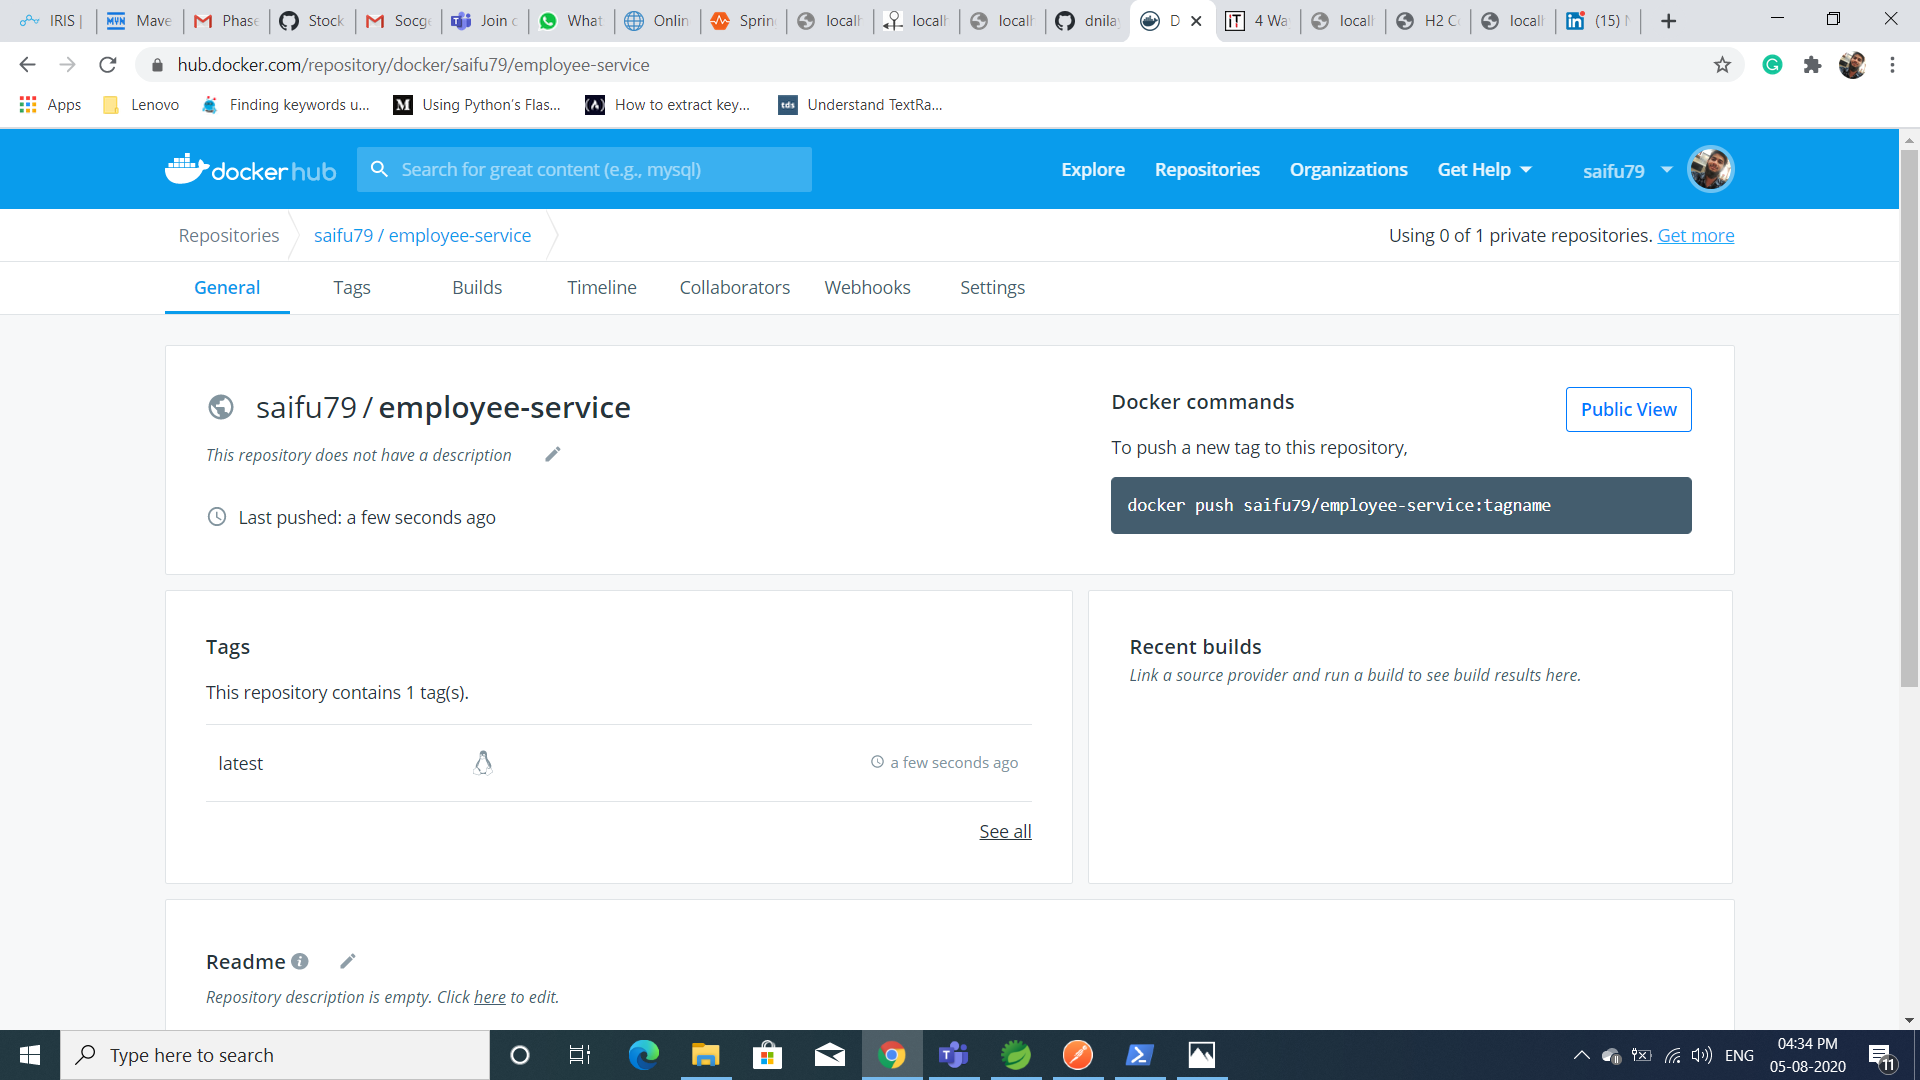 IRIS | Mave Phase Stock Socge Join c What Onlin Sprin localh localh localh dnila D 4 Wa localh H2 C localh (15)
hub.docker.com/repository/docker/saifu79/employee-service
Apps Lenovo Finding keywords u... Using Python's Flas... How to extract key... Understand TextRa...
docker hub Search for great content (e.g., mysql) Explore Repositories Organizations Get Help saifu79
Repositories saifu79 / employee-service Using 0 of 1 private repositories. Get more
General Tags Builds Timeline Collaborators Webhooks Settings
saifu79 / employee-service
This repository does not have a description
Last pushed: a few seconds ago
Docker commands
Public View
To push a new tag to this repository,
docker push saifu79/employee-service:tagname
Tags
This repository contains 1 tag(s).
latest a few seconds ago
See all
Recent builds
Link a source provider and run a build to see build results here.
Readme
Repository description is empty. Click here to edit.
Type here to search
ENG
04:34 PM
05-08-2020
11